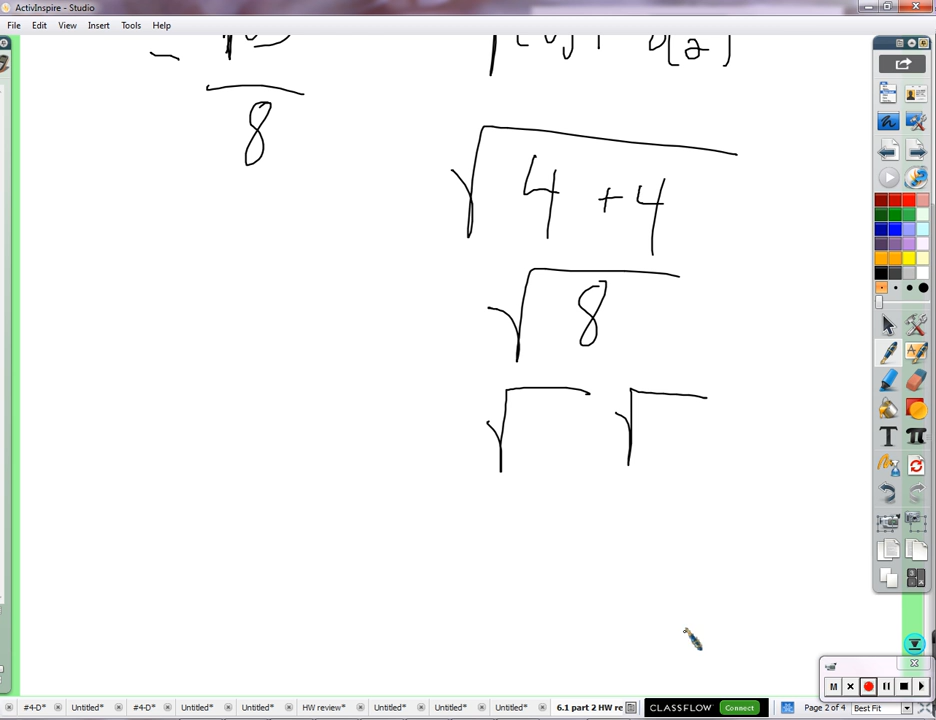 ActivInspire - Studio
File Edit View Insert Tools Help
8
√4 + 4
√8
√ √
#4-D* Untitled* #4-D* Untitled* Untitled* HW review* Untitled* Untitled* Untitled* 6.1 part 2 HW re CLASSFLOW Connect Page 2 of 4 Best Fit